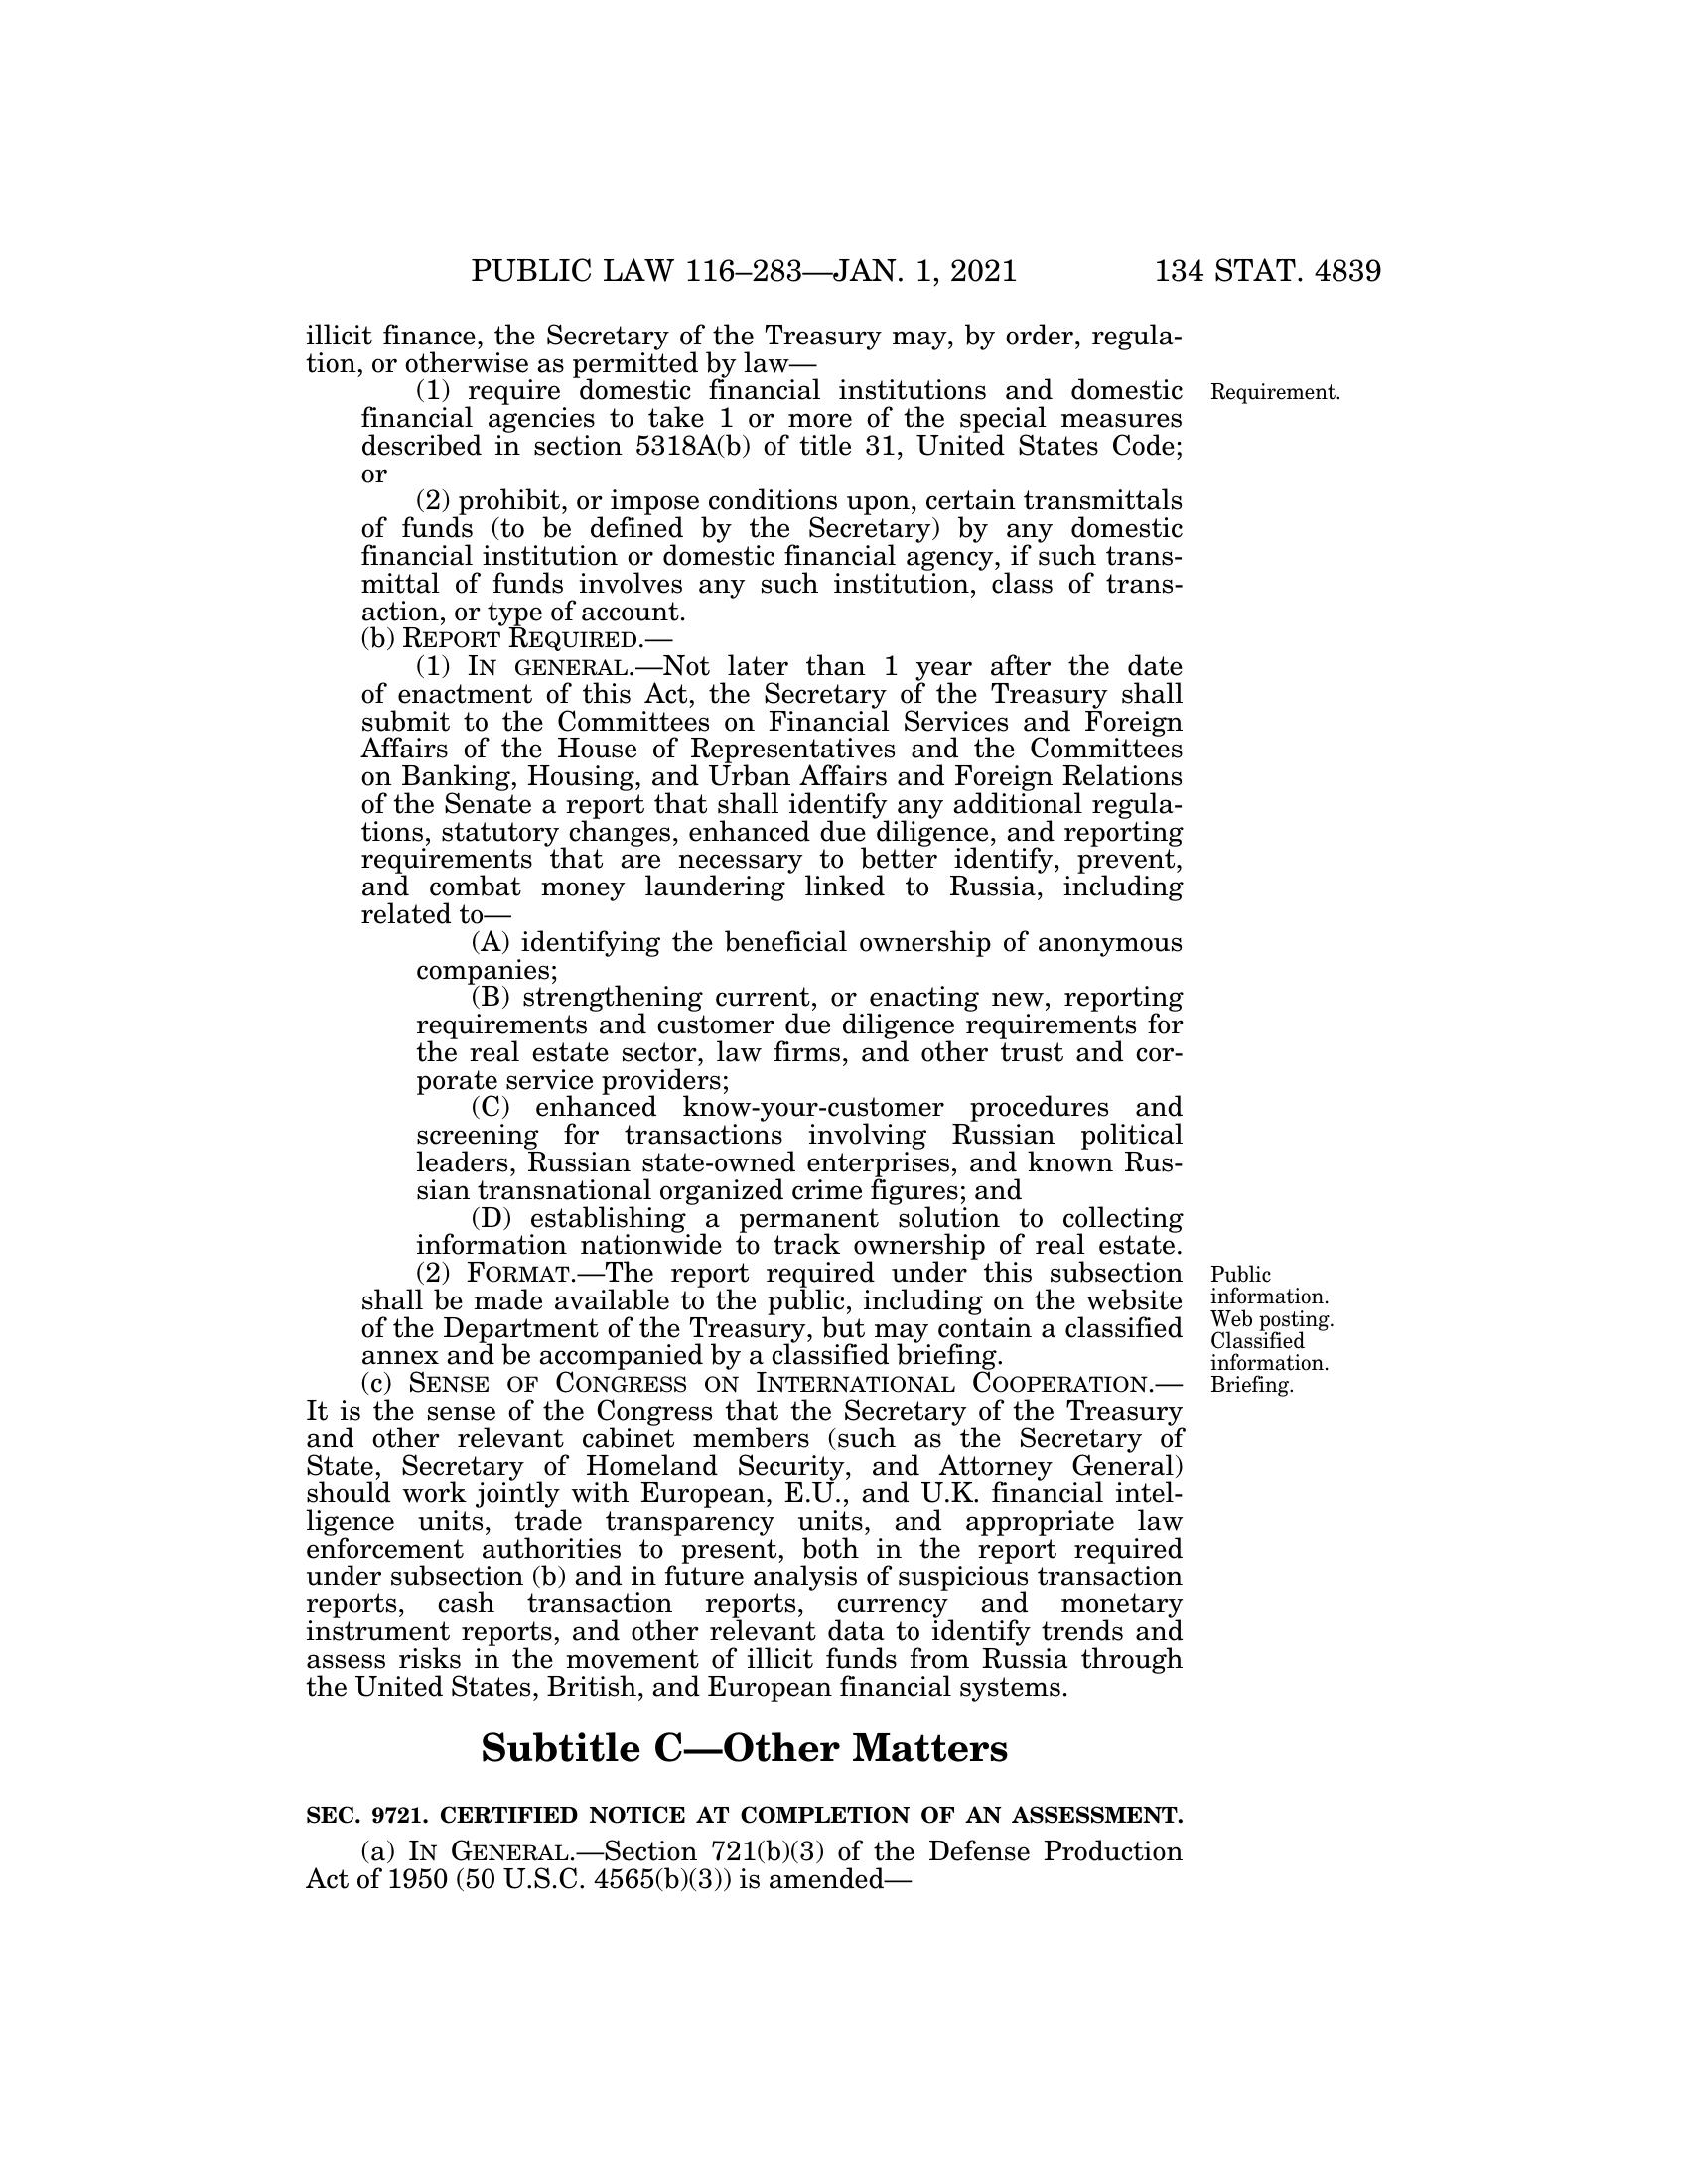 PUBLIC LAW 116–283—JAN. 1, 2021 134 STAT. 4839
illicit finance, the Secretary of the Treasury may, by order, regula-
tion, or otherwise as permitted by law—
(1) require domestic financial institutions and domestic
financial agencies to take 1 or more of the special measures
described in section 5318A(b) of title 31, United States Code;
or
(2) prohibit, or impose conditions upon, certain transmittals
of funds (to be defined by the Secretary) by any domestic
financial institution or domestic financial agency, if such trans-
mittal of funds involves any such institution, class of trans-
action, or type of account.
(b) REPORT REQUIRED.—
(1) IN GENERAL.—Not later than 1 year after the date
of enactment of this Act, the Secretary of the Treasury shall
submit to the Committees on Financial Services and Foreign
Affairs of the House of Representatives and the Committees
on Banking, Housing, and Urban Affairs and Foreign Relations
of the Senate a report that shall identify any additional regula-
tions, statutory changes, enhanced due diligence, and reporting
requirements that are necessary to better identify, prevent,
and combat money laundering linked to Russia, including
related to—
(A) identifying the beneficial ownership of anonymous
companies;
(B) strengthening current, or enacting new, reporting
requirements and customer due diligence requirements for
the real estate sector, law firms, and other trust and cor-
porate service providers;
(C) enhanced know-your-customer procedures and
screening for transactions involving Russian political
leaders, Russian state-owned enterprises, and known Rus-
sian transnational organized crime figures; and
(D) establishing a permanent solution to collecting
information nationwide to track ownership of real estate.
(2) FORMAT.—The report required under this subsection
shall be made available to the public, including on the website
of the Department of the Treasury, but may contain a classified
annex and be accompanied by a classified briefing.
(c) SENSE OF CONGRESS ON INTERNATIONAL COOPERATION.—
It is the sense of the Congress that the Secretary of the Treasury
and other relevant cabinet members (such as the Secretary of
State, Secretary of Homeland Security, and Attorney General)
should work jointly with European, E.U., and U.K. financial intel-
ligence units, trade transparency units, and appropriate law
enforcement authorities to present, both in the report required
under subsection (b) and in future analysis of suspicious transaction
reports, cash transaction reports, currency and monetary
instrument reports, and other relevant data to identify trends and
assess risks in the movement of illicit funds from Russia through
the United States, British, and European financial systems.
Subtitle C—Other Matters
SEC. 9721. CERTIFIED NOTICE AT COMPLETION OF AN ASSESSMENT.
(a) IN GENERAL.—Section 721(b)(3) of the Defense Production
Act of 1950 (50 U.S.C. 4565(b)(3)) is amended—
Requirement.
Public
information.
Web posting.
Classified
information.
Briefing.